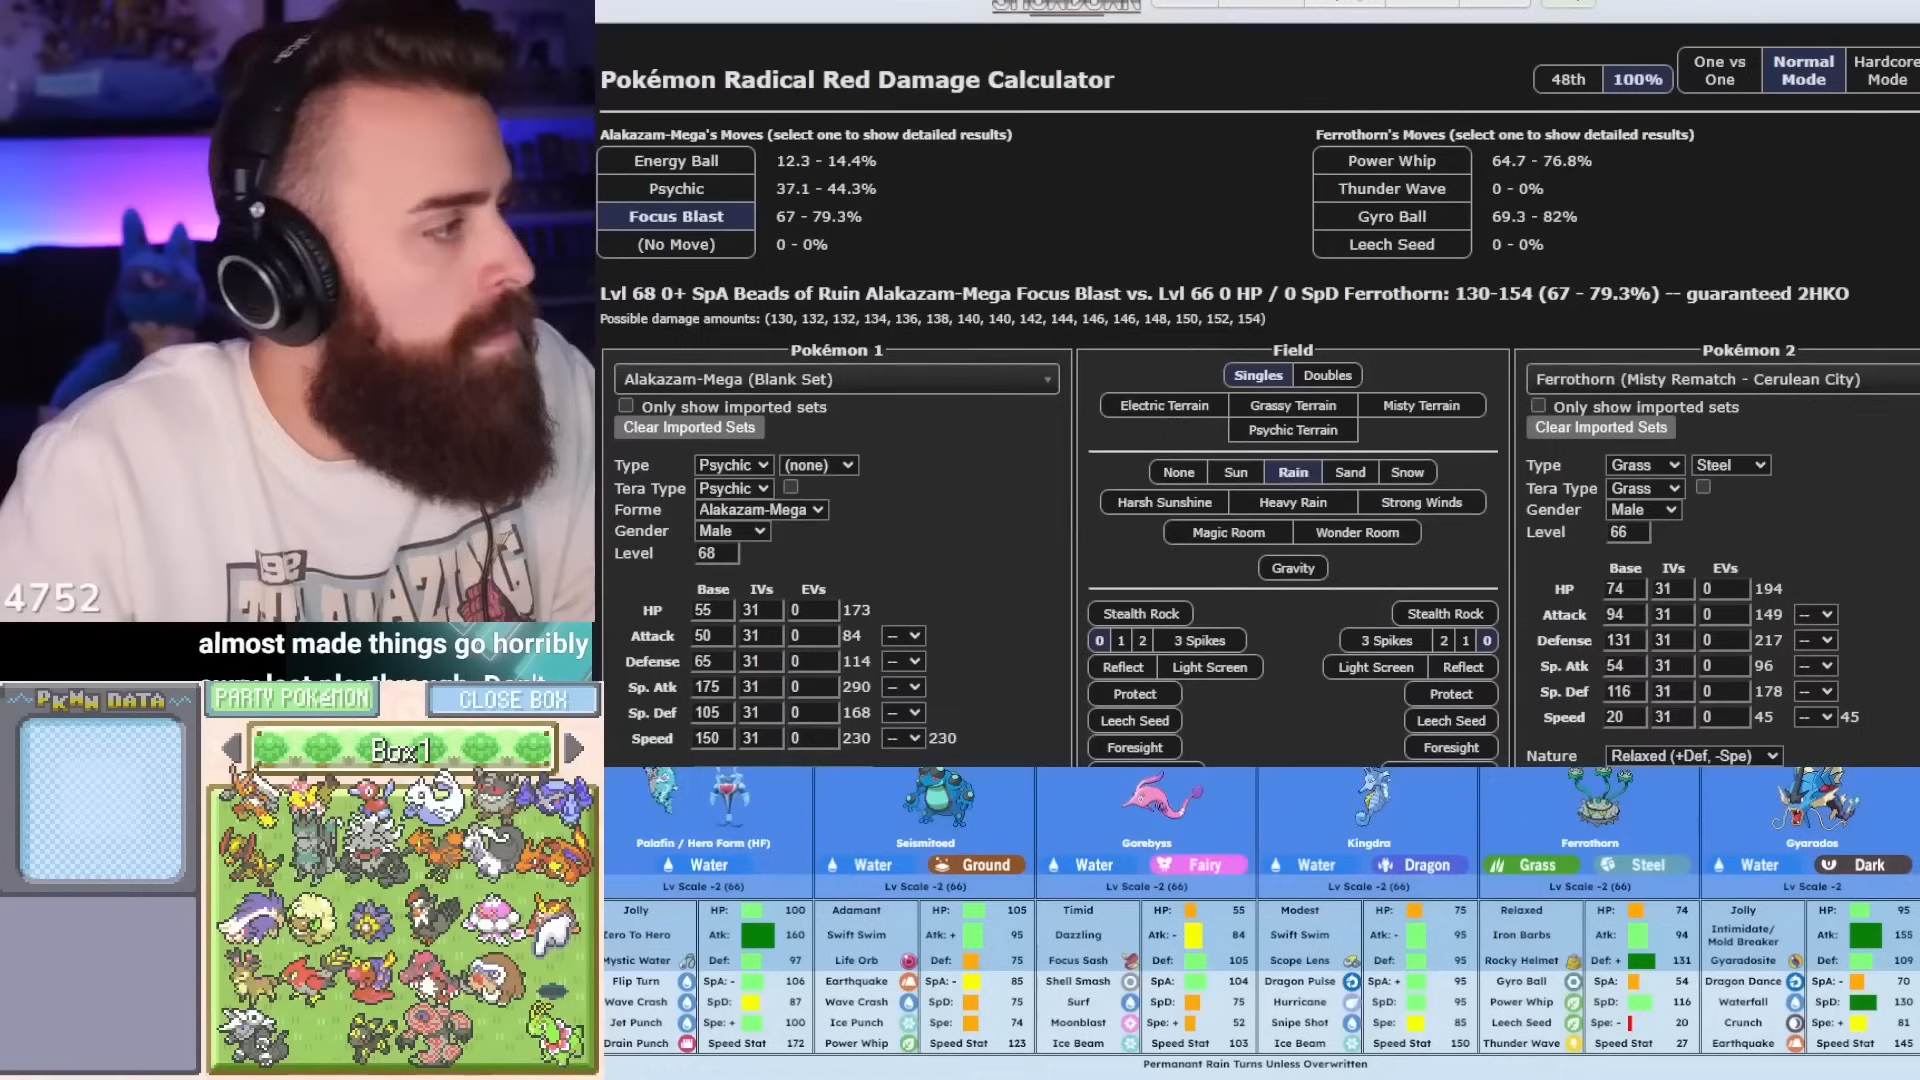 SHOWDOWN
Pokémon Radical Red Damage Calculator
48th 100% One vs One Normal Mode Hardcore Mode
Alakazam-Mega's Moves (select one to show detailed results)
Energy Ball 12.3 - 14.4%
Psychic 37.1 - 44.3%
Focus Blast 67 - 79.3%
(No Move) 0 - 0%
Ferrothorn's Moves (select one to show detailed results)
Power Whip 64.7 - 76.8%
Thunder Wave 0 - 0%
Gyro Ball 69.3 - 82%
Leech Seed 0 - 0%
Lvl 68 0+ SpA Beads of Ruin Alakazam-Mega Focus Blast vs. Lvl 66 0 HP / 0 SpD Ferrothorn: 130-154 (67 - 79.3%) -- guaranteed 2HKO
Possible damage amounts: (130, 132, 132, 134, 136, 138, 140, 140, 142, 144, 146, 146, 148, 150, 152, 154)
Pokémon 1
Alakazam-Mega (Blank Set)
Only show imported sets
Clear Imported Sets
Type Psychic (none)
Tera Type Psychic
Forme Alakazam-Mega
Gender Male
Level 68
Base IVs EVs
HP 55 31 0 173
Attack 50 31 0 84 --
Defense 65 31 0 114 --
Sp. Atk 175 31 0 290 --
Sp. Def 105 31 0 168 --
Speed 150 31 0 230 -- 230
Field
Singles Doubles
Electric Terrain Grassy Terrain Misty Terrain
Psychic Terrain
None Sun Rain Sand Snow
Harsh Sunshine Heavy Rain Strong Winds
Magic Room Wonder Room
Gravity
Stealth Rock Stealth Rock
0 1 2 3 Spikes 3 Spikes 2 1 0
Reflect Light Screen Light Screen Reflect
Protect Protect
Leech Seed Leech Seed
Foresight Foresight
Pokémon 2
Ferrothorn (Misty Rematch - Cerulean City)
Only show imported sets
Clear Imported Sets
Type Grass Steel
Tera Type Grass
Gender Male
Level 66
Base IVs EVs
HP 74 31 0 194
Attack 94 31 0 149 --
Defense 131 31 0 217 --
Sp. Atk 54 31 0 96 --
Sp. Def 116 31 0 178 --
Speed 20 31 0 45 -- 45
Nature Relaxed (+Def, -Spe)
4752
almost made things go horribly
PKMN DATA
PARTY POKéMON
CLOSE BOX
Box1
Palafin / Hero Form (HF)
Water
Lv Scale -2 (66)
Jolly HP: 100
Zero To Hero Atk: 160
Mystic Water Def: 97
Flip Turn SpA: - 106
Wave Crash SpD: 87
Jet Punch Spe: + 100
Drain Punch Speed Stat 172
Seismitoed
Water Ground
Lv Scale -2 (66)
Adamant HP: 105
Swift Swim Atk: + 95
Life Orb Def: 75
Earthquake SpA: - 85
Wave Crash SpD: 75
Ice Punch Spe: 74
Power Whip Speed Stat 123
Gorebyss
Water Fairy
Lv Scale -2 (66)
Timid HP: 55
Dazzling Atk: - 84
Focus Sash Def: 105
Shell Smash SpA: 104
Surf SpD: 75
Moonblast Spe: + 52
Ice Beam Speed Stat 103
Kingdra
Water Dragon
Lv Scale -2 (66)
Modest HP: 75
Swift Swim Atk: - 95
Scope Lens Def: 95
Dragon Pulse SpA: + 95
Hurricane SpD: 95
Snipe Shot Spe: 85
Ice Beam Speed Stat 150
Ferrothorn
Grass Steel
Lv Scale -2 (66)
Relaxed HP: 74
Iron Barbs Atk: 94
Rocky Helmet Def: + 131
Gyro Ball SpA: 54
Power Whip SpD: 116
Leech Seed Spe: - 20
Thunder Wave Speed Stat 27
Gyarados
Water Dark
Lv Scale -2
Jolly HP: 95
Intimidate/ Mold Breaker Atk: 155
Gyaradosite Def: 109
Dragon Dance SpA: - 70
Waterfall SpD: 130
Crunch Spe: + 81
Earthquake Speed Stat 145
Permanant Rain Turns Unless Overwritten